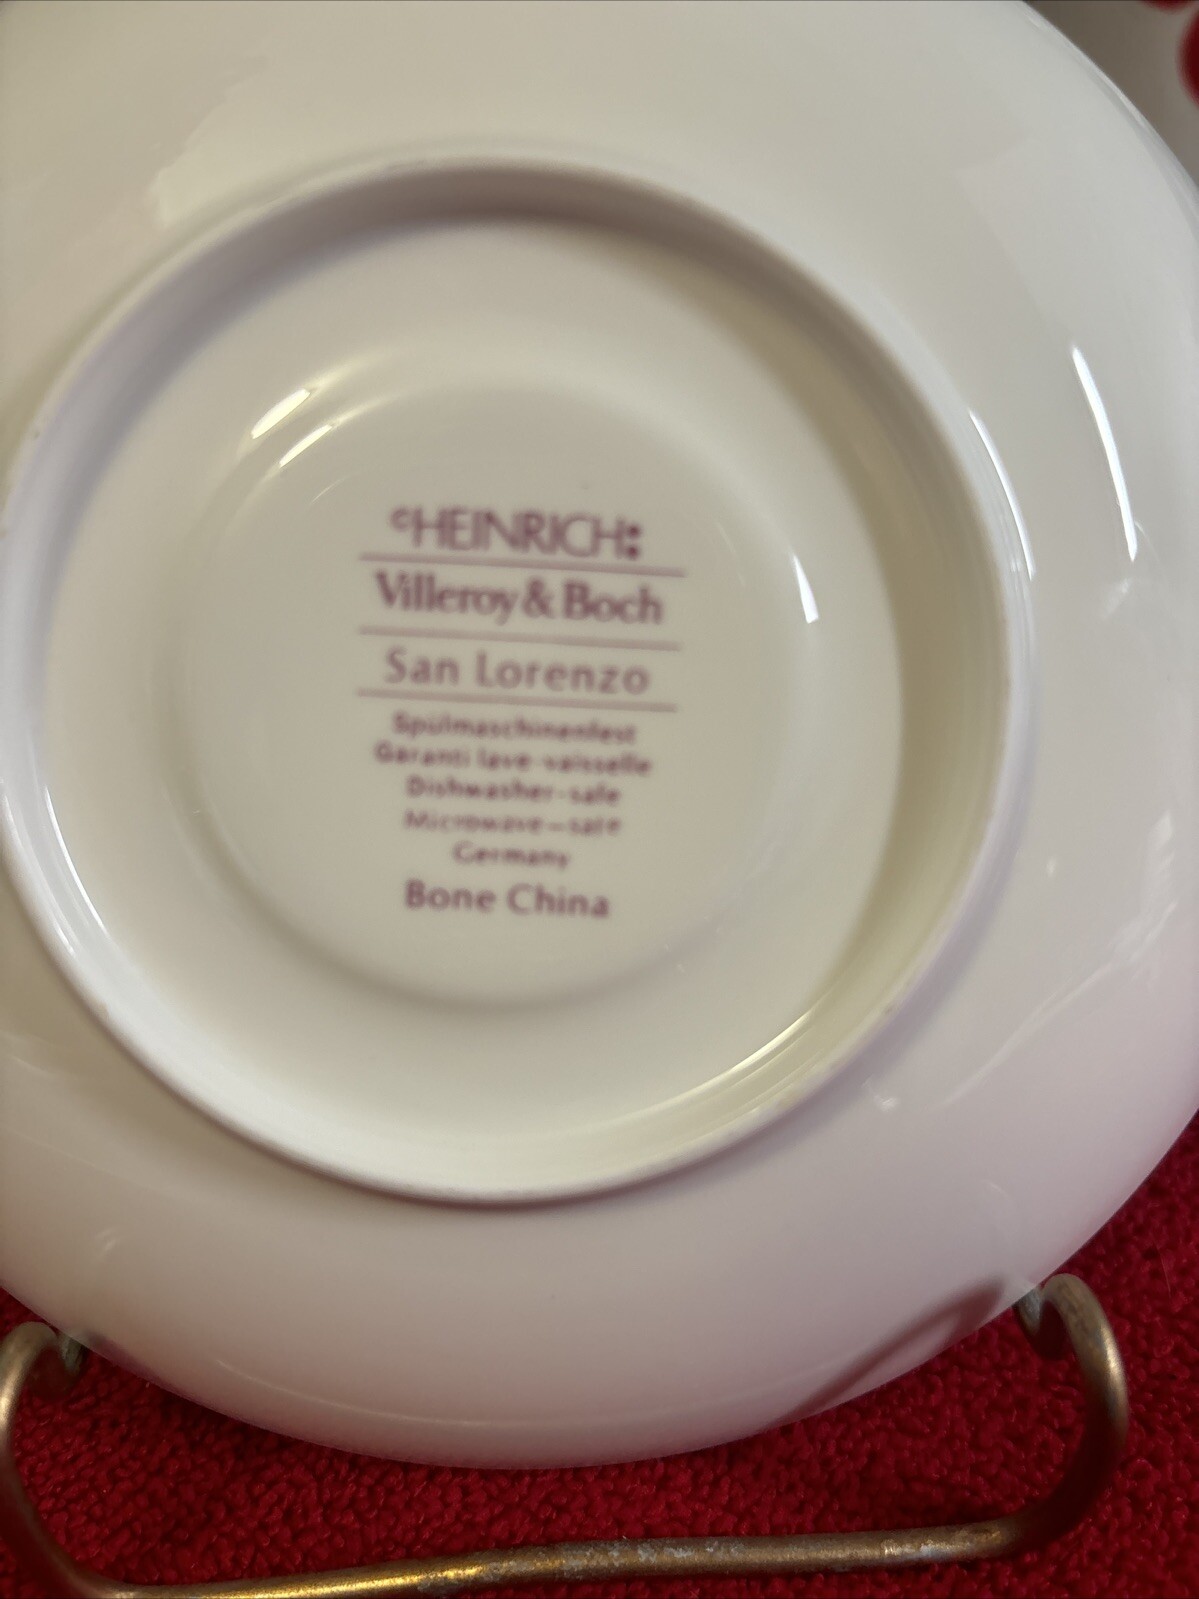 ©HEINRICH:
Villeroy & Boch
San Lorenzo
Spülmaschinenfest
Garanti lave-vaisselle
Dishwasher-safe
Microwave-safe
Germany
Bone China